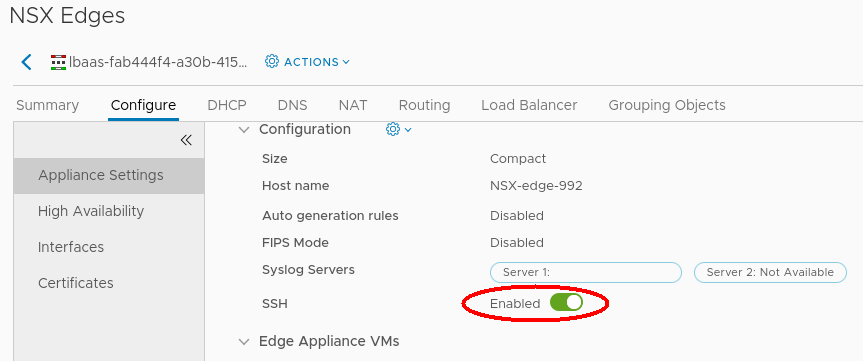 NSX Edges
lbaas-fab444f4-a30b-415... ACTIONS
Summary Configure DHCP DNS NAT Routing Load Balancer Grouping Objects
Appliance Settings
High Availability
Interfaces
Certificates
Configuration
Size Compact
Host name NSX-edge-992
Auto generation rules Disabled
FIPS Mode Disabled
Syslog Servers Server 1: Server 2: Not Available
SSH Enabled
Edge Appliance VMs